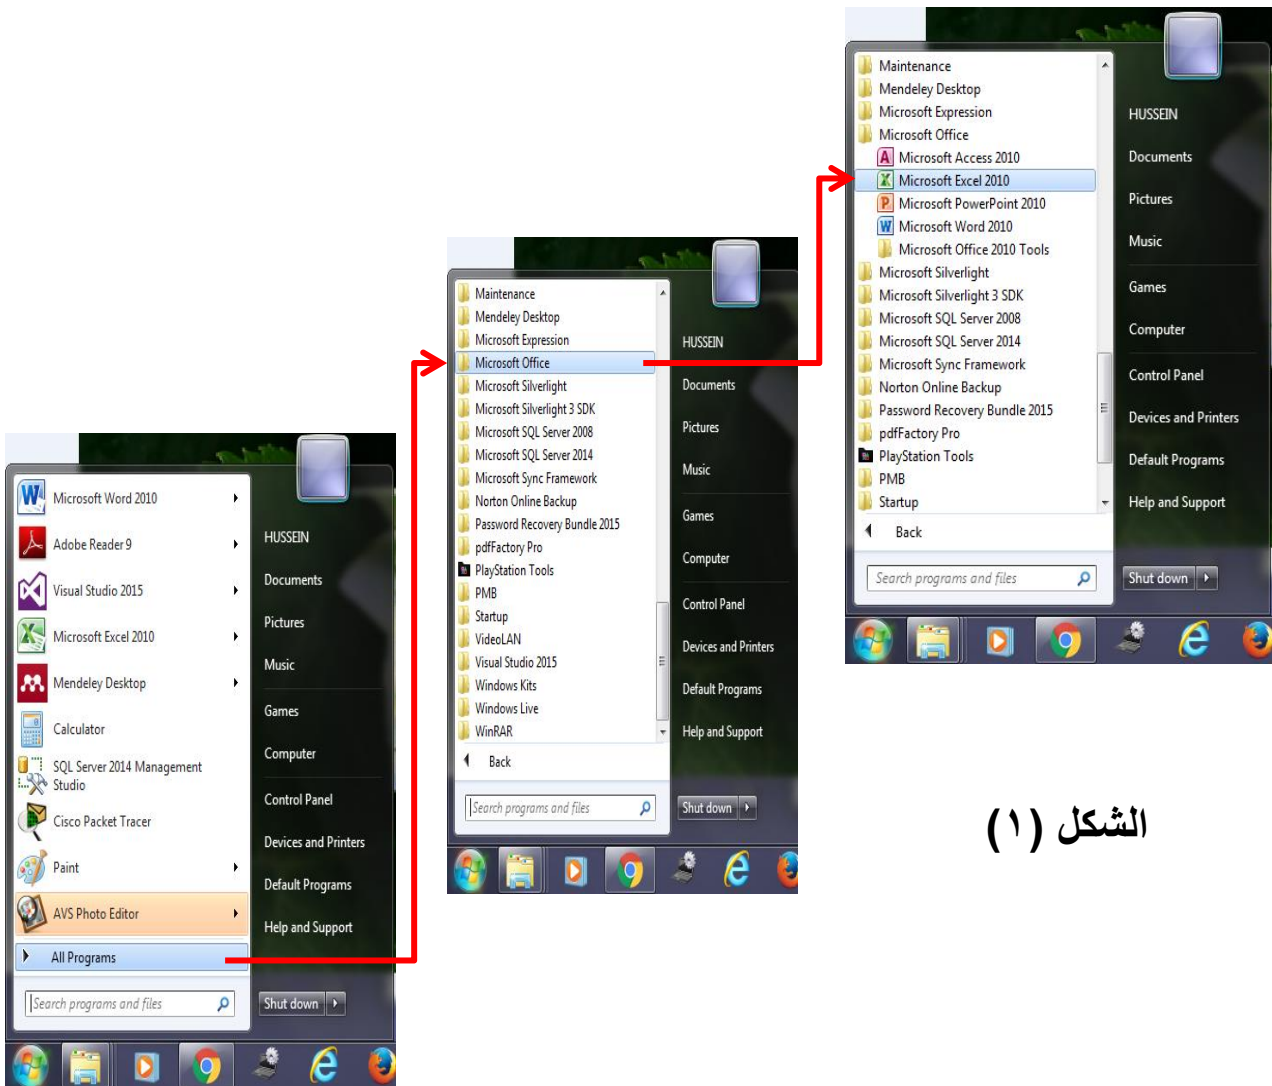 Microsoft Word 2010
Adobe Reader 9
Visual Studio 2015
Microsoft Excel 2010
Mendeley Desktop
Calculator
SQL Server 2014 Management
Studio
Cisco Packet Tracer
Paint
AVS Photo Editor
All Programs
Search programs and files
HUSSEIN
Documents
Pictures
Music
Games
Computer
Control Panel
Devices and Printers
Default Programs
Help and Support
Shut down
Maintenance
Mendeley Desktop
Microsoft Expression
Microsoft Office
Microsoft Silverlight
Microsoft Silverlight 3 SDK
Microsoft SQL Server 2008
Microsoft SQL Server 2014
Microsoft Sync Framework
Norton Online Backup
Password Recovery Bundle 2015
pdfFactory Pro
PlayStation Tools
PMB
Startup
VideoLAN
Visual Studio 2015
Windows Kits
Windows Live
WinRAR
Back
Search programs and files
HUSSEIN
Documents
Pictures
Music
Games
Computer
Control Panel
Devices and Printers
Default Programs
Help and Support
Shut down
Maintenance
Mendeley Desktop
Microsoft Expression
Microsoft Office
Microsoft Access 2010
Microsoft Excel 2010
Microsoft PowerPoint 2010
Microsoft Word 2010
Microsoft Office 2010 Tools
Microsoft Silverlight
Microsoft Silverlight 3 SDK
Microsoft SQL Server 2008
Microsoft SQL Server 2014
Microsoft Sync Framework
Norton Online Backup
Password Recovery Bundle 2015
pdfFactory Pro
PlayStation Tools
PMB
Startup
Back
Search programs and files
HUSSEIN
Documents
Pictures
Music
Games
Computer
Control Panel
Devices and Printers
Default Programs
Help and Support
Shut down
الشكل (١)